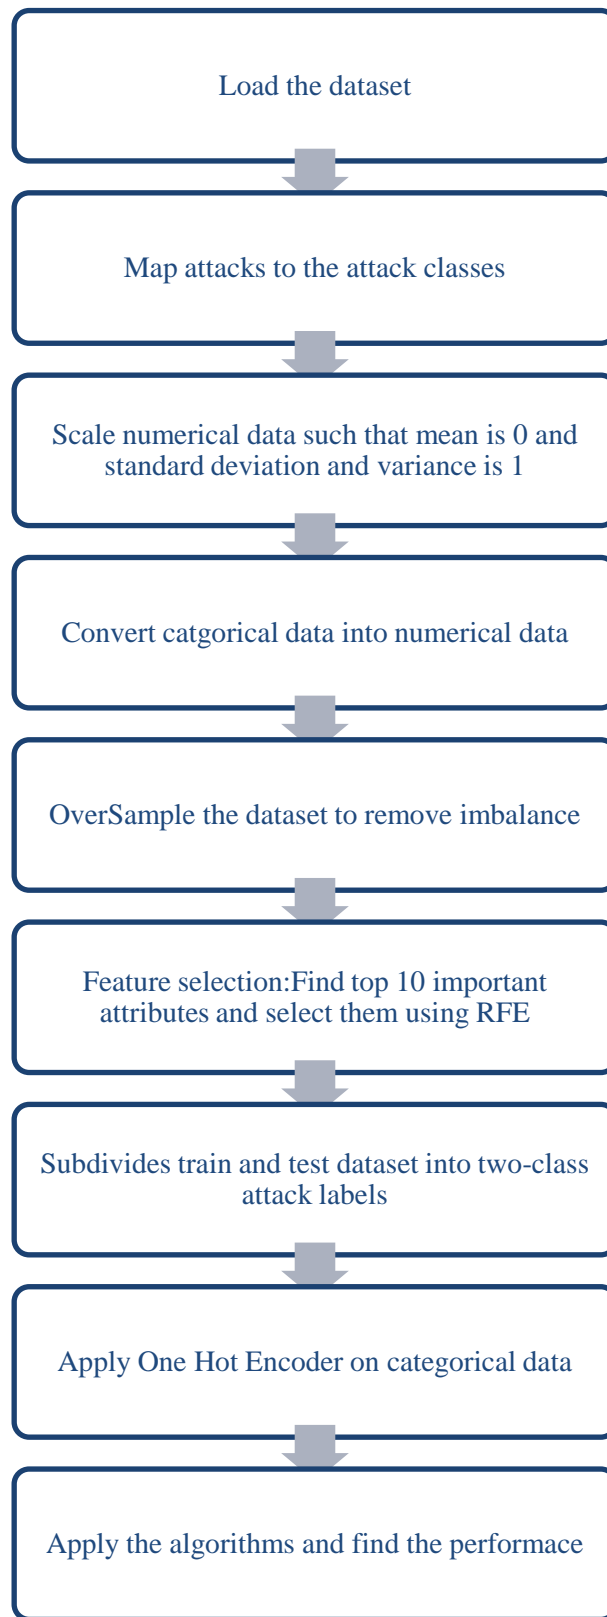 Load the dataset
Map attacks to the attack classes
Scale numerical data such that mean is 0 and
standard deviation and variance is 1
Convert catgorical data into numerical data
OverSample the dataset to remove imbalance
Feature selection:Find top 10 important
attributes and select them using RFE
Subdivides train and test dataset into two-class
attack labels
Apply One Hot Encoder on categorical data
Apply the algorithms and find the performace